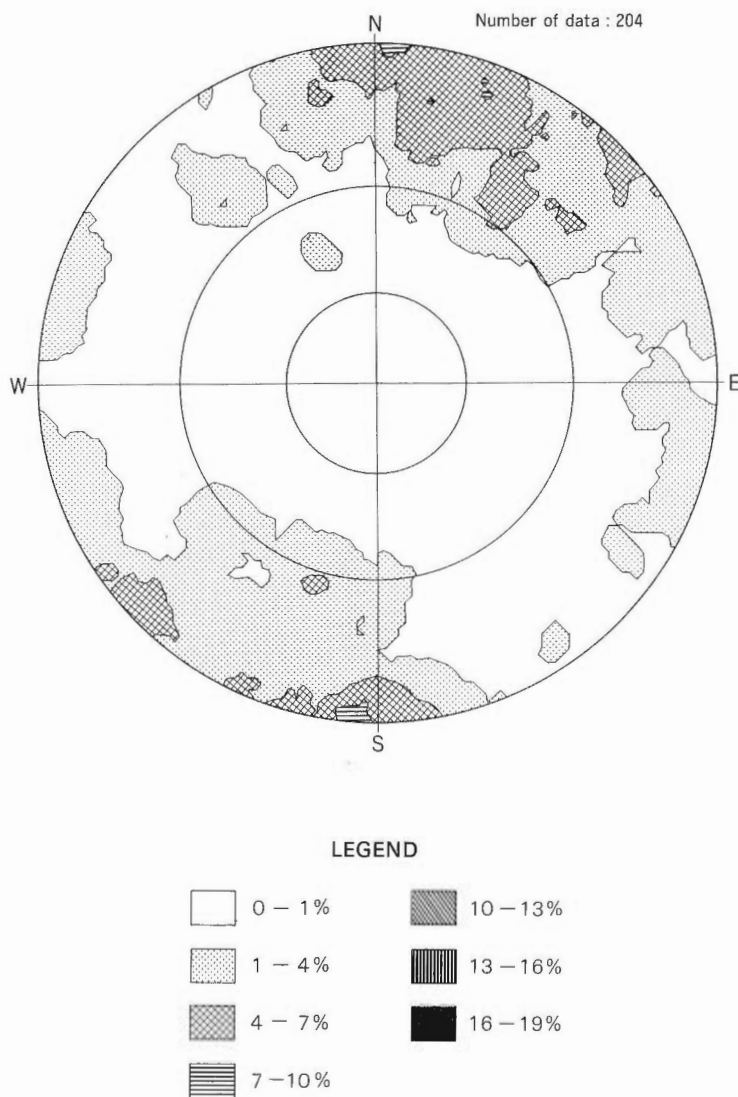 Number of data : 204
N
W
E
S
LEGEND
0 – 1%
10 – 13%
1 – 4%
13 – 16%
4 – 7%
16 – 19%
7 – 10%